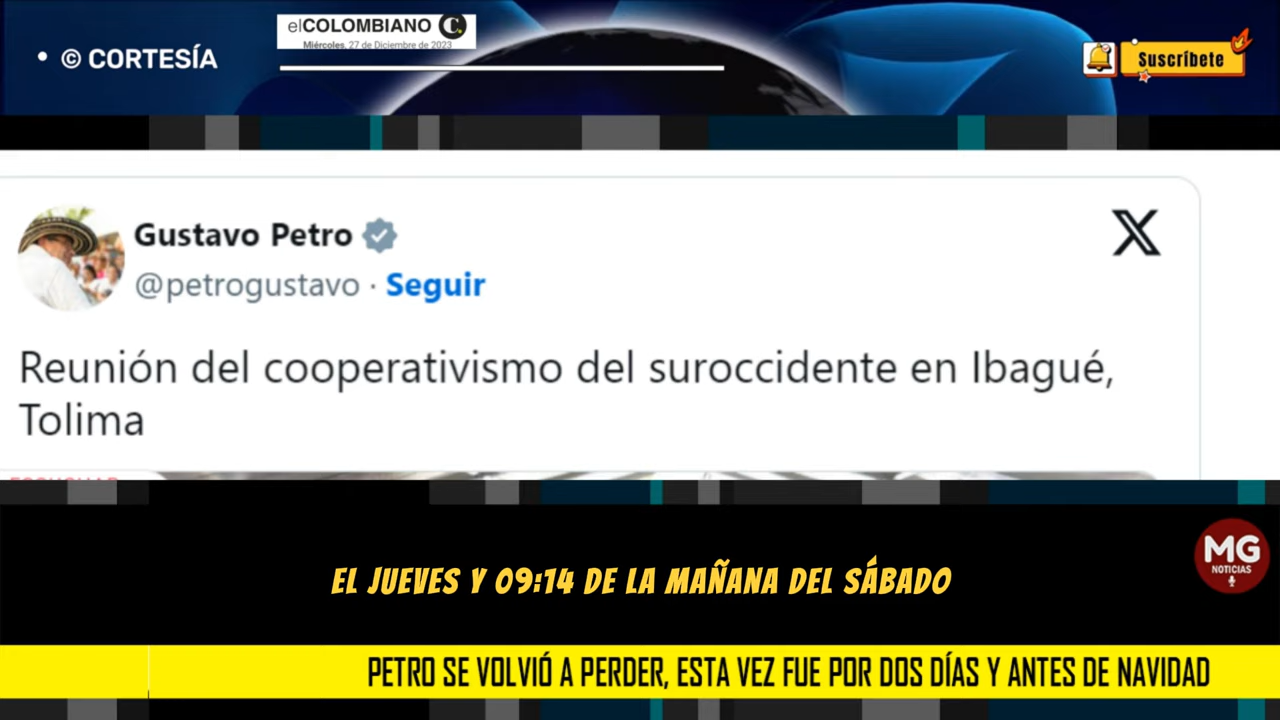 • © CORTESÍA
elCOLOMBIANO C.
Miércoles, 27 de Diciembre de 2023
Suscríbete
Gustavo Petro
@petrogustavo · Seguir
X
Reunión del cooperativismo del suroccidente en Ibagué,
Tolima
ESCUCHAR
EL JUEVES Y 09:14 DE LA MAÑANA DEL SÁBADO
MG
NOTICIAS
PETRO SE VOLVIÓ A PERDER, ESTA VEZ FUE POR DOS DÍAS Y ANTES DE NAVIDAD